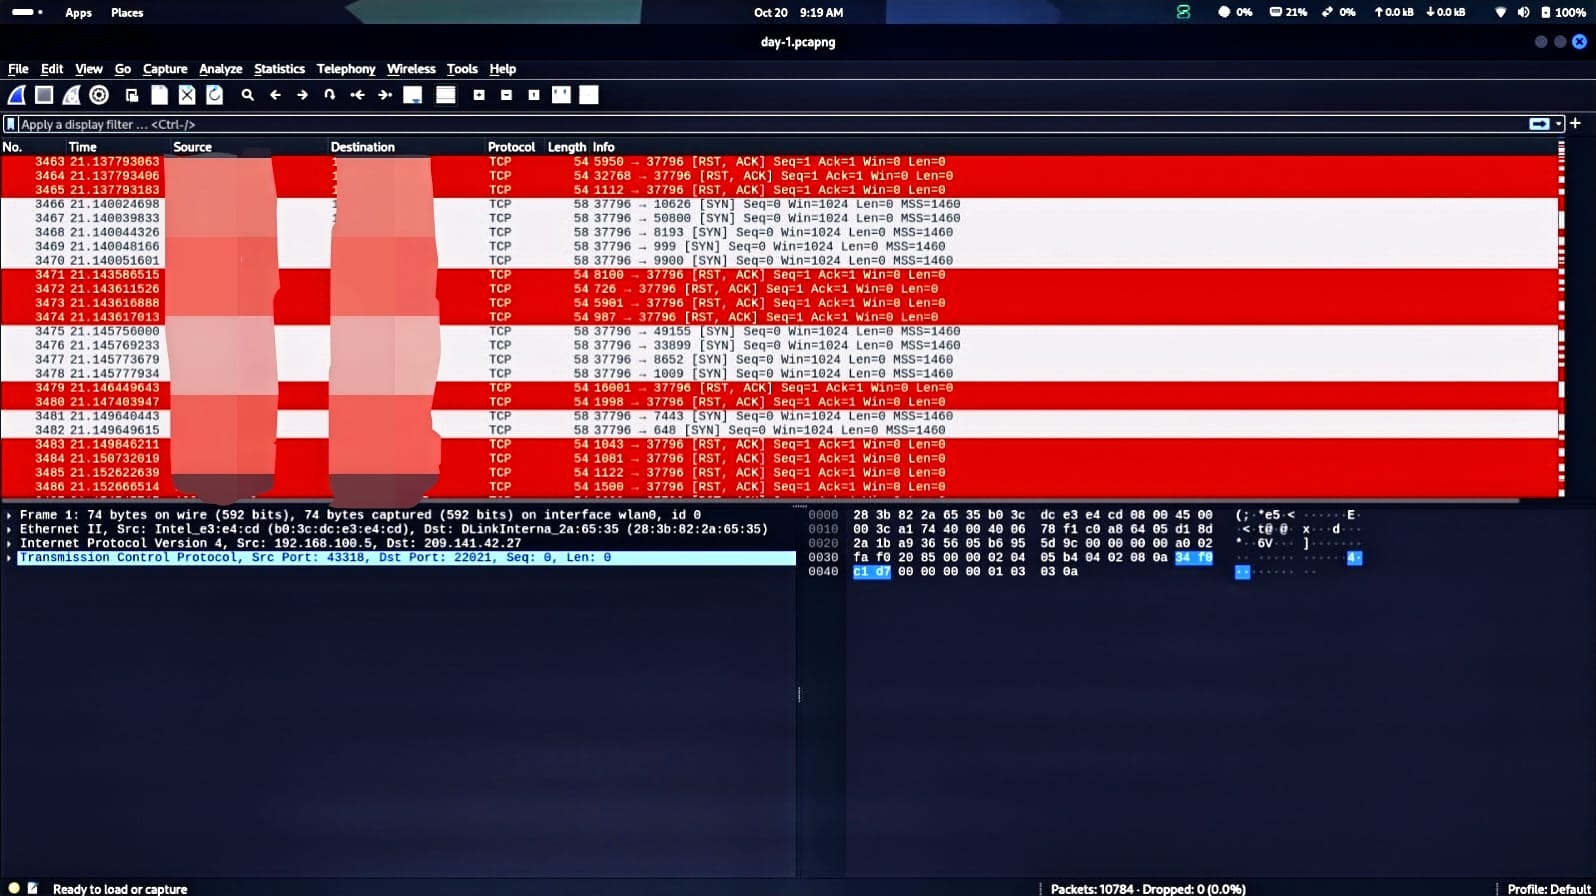 Apps Places Oct 20 9:19 AM 0% 21% 0% ↑0.0 kB ↓0.0 kB 100%
day-1.pcapng
File Edit View Go Capture Analyze Statistics Telephony Wireless Tools Help
Apply a display filter ... <Ctrl-/> +
No. Time Source Destination Protocol Length Info
3463 21.137793063 TCP 54 5950 → 37796 [RST, ACK] Seq=1 Ack=1 Win=0 Len=0
3464 21.137793406 TCP 54 32768 → 37796 [RST, ACK] Seq=1 Ack=1 Win=0 Len=0
3465 21.137793183 TCP 54 1112 → 37796 [RST, ACK] Seq=1 Ack=1 Win=0 Len=0
3466 21.140024698 TCP 58 37796 → 10626 [SYN] Seq=0 Win=1024 Len=0 MSS=1460
3467 21.140039833 TCP 58 37796 → 50800 [SYN] Seq=0 Win=1024 Len=0 MSS=1460
3468 21.140044326 TCP 58 37796 → 8193 [SYN] Seq=0 Win=1024 Len=0 MSS=1460
3469 21.140048166 TCP 58 37796 → 999 [SYN] Seq=0 Win=1024 Len=0 MSS=1460
3470 21.140051601 TCP 58 37796 → 9900 [SYN] Seq=0 Win=1024 Len=0 MSS=1460
3471 21.143586515 TCP 54 8100 → 37796 [RST, ACK] Seq=1 Ack=1 Win=0 Len=0
3472 21.143611526 TCP 54 726 → 37796 [RST, ACK] Seq=1 Ack=1 Win=0 Len=0
3473 21.143616888 TCP 54 5901 → 37796 [RST, ACK] Seq=1 Ack=1 Win=0 Len=0
3474 21.143617013 TCP 54 987 → 37796 [RST, ACK] Seq=1 Ack=1 Win=0 Len=0
3475 21.145756000 TCP 58 37796 → 49155 [SYN] Seq=0 Win=1024 Len=0 MSS=1460
3476 21.145769233 TCP 58 37796 → 33899 [SYN] Seq=0 Win=1024 Len=0 MSS=1460
3477 21.145773679 TCP 58 37796 → 8652 [SYN] Seq=0 Win=1024 Len=0 MSS=1460
3478 21.145777934 TCP 58 37796 → 1009 [SYN] Seq=0 Win=1024 Len=0 MSS=1460
3479 21.146449643 TCP 54 16001 → 37796 [RST, ACK] Seq=1 Ack=1 Win=0 Len=0
3480 21.147403947 TCP 54 1998 → 37796 [RST, ACK] Seq=1 Ack=1 Win=0 Len=0
3481 21.149640443 TCP 58 37796 → 7443 [SYN] Seq=0 Win=1024 Len=0 MSS=1460
3482 21.149649615 TCP 58 37796 → 648 [SYN] Seq=0 Win=1024 Len=0 MSS=1460
3483 21.149846211 TCP 54 1043 → 37796 [RST, ACK] Seq=1 Ack=1 Win=0 Len=0
3484 21.150732019 TCP 54 1081 → 37796 [RST, ACK] Seq=1 Ack=1 Win=0 Len=0
3485 21.152622639 TCP 54 1122 → 37796 [RST, ACK] Seq=1 Ack=1 Win=0 Len=0
3486 21.152666514 TCP 54 1500 → 37796 [RST, ACK] Seq=1 Ack=1 Win=0 Len=0
Frame 1: 74 bytes on wire (592 bits), 74 bytes captured (592 bits) on interface wlan0, id 0
Ethernet II, Src: Intel_e3:e4:cd (b0:3c:dc:e3:e4:cd), Dst: DLinkInterna_2a:65:35 (28:3b:82:2a:65:35)
Internet Protocol Version 4, Src: 192.168.100.5, Dst: 209.141.42.27
Transmission Control Protocol, Src Port: 43318, Dst Port: 22021, Seq: 0, Len: 0
0000 28 3b 82 2a 65 35 b0 3c dc e3 e4 cd 08 00 45 00 (;·*e5·< ······E·
0010 00 3c a1 74 40 00 40 06 78 f1 c0 a8 64 05 d1 8d ·<·t@·@· x···d···
0020 2a 1b a9 36 56 05 b6 95 5d 9c 00 00 00 00 a0 02 *··6V··· ]·······
0030 fa f0 20 85 00 00 02 04 05 b4 04 02 08 0a 34 f0 ·· ····· ······4·
0040 c1 d7 00 00 00 00 01 03 03 0a ········ ··
Ready to load or capture Packets: 10784 · Dropped: 0 (0.0%) Profile: Default